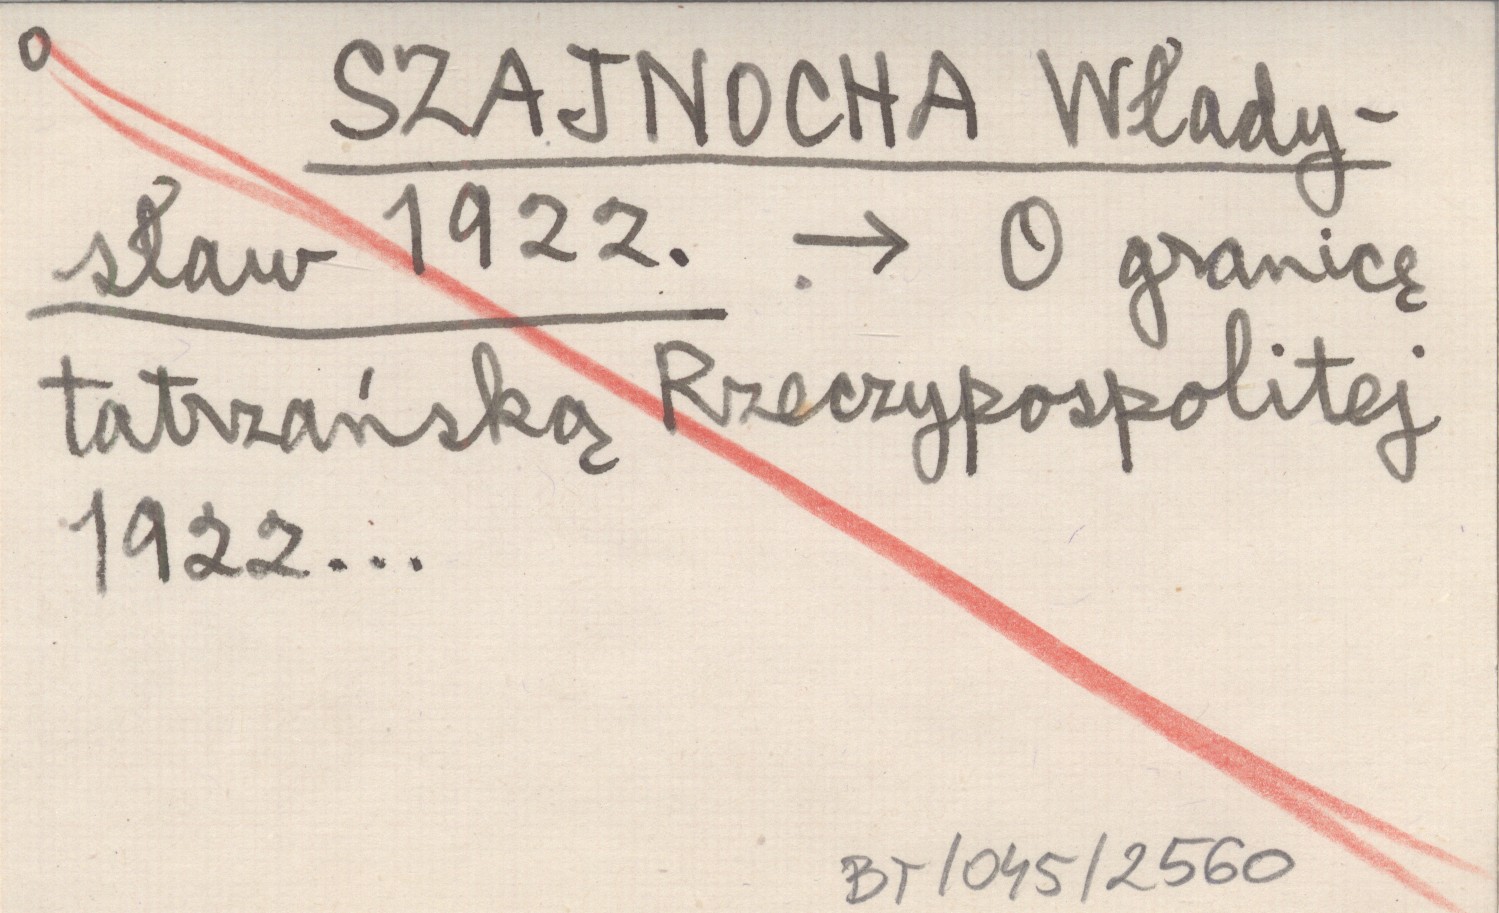 o SZAJNOCHA Włady-
sław 1922. → O granicę
tatrzańską Rzeczypospolitej
1922...
BT/045/2560